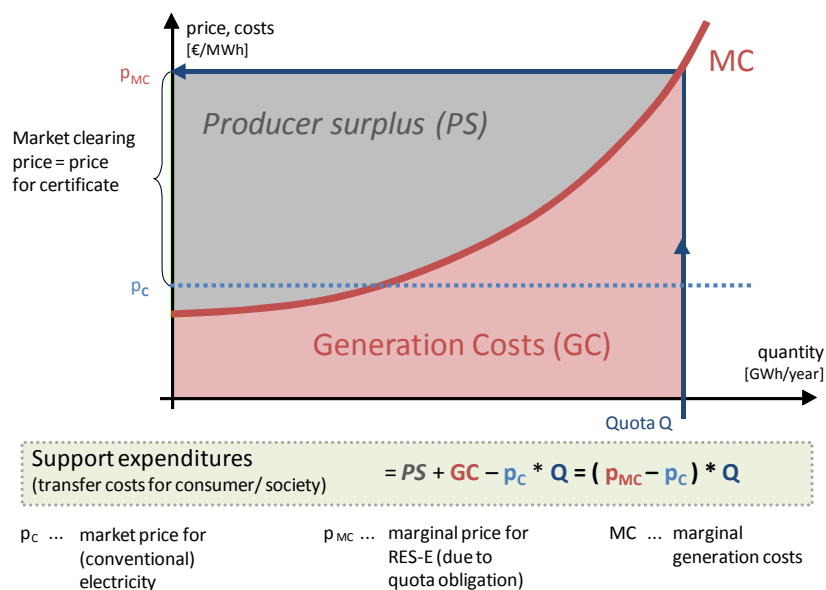 price, costs
[€/MWh]
MC
pMC
Producer surplus (PS)
Market clearing
price = price
for certificate
pC
Generation Costs (GC)
quantity
[GWh/year]
Quota Q
Support expenditures
(transfer costs for consumer/ society)
= PS + GC – pC * Q = ( pMC – pC ) * Q
pC ... market price for
(conventional)
electricity
pMC ... marginal price for
RES-E (due to
quota obligation)
MC ... marginal
generation costs